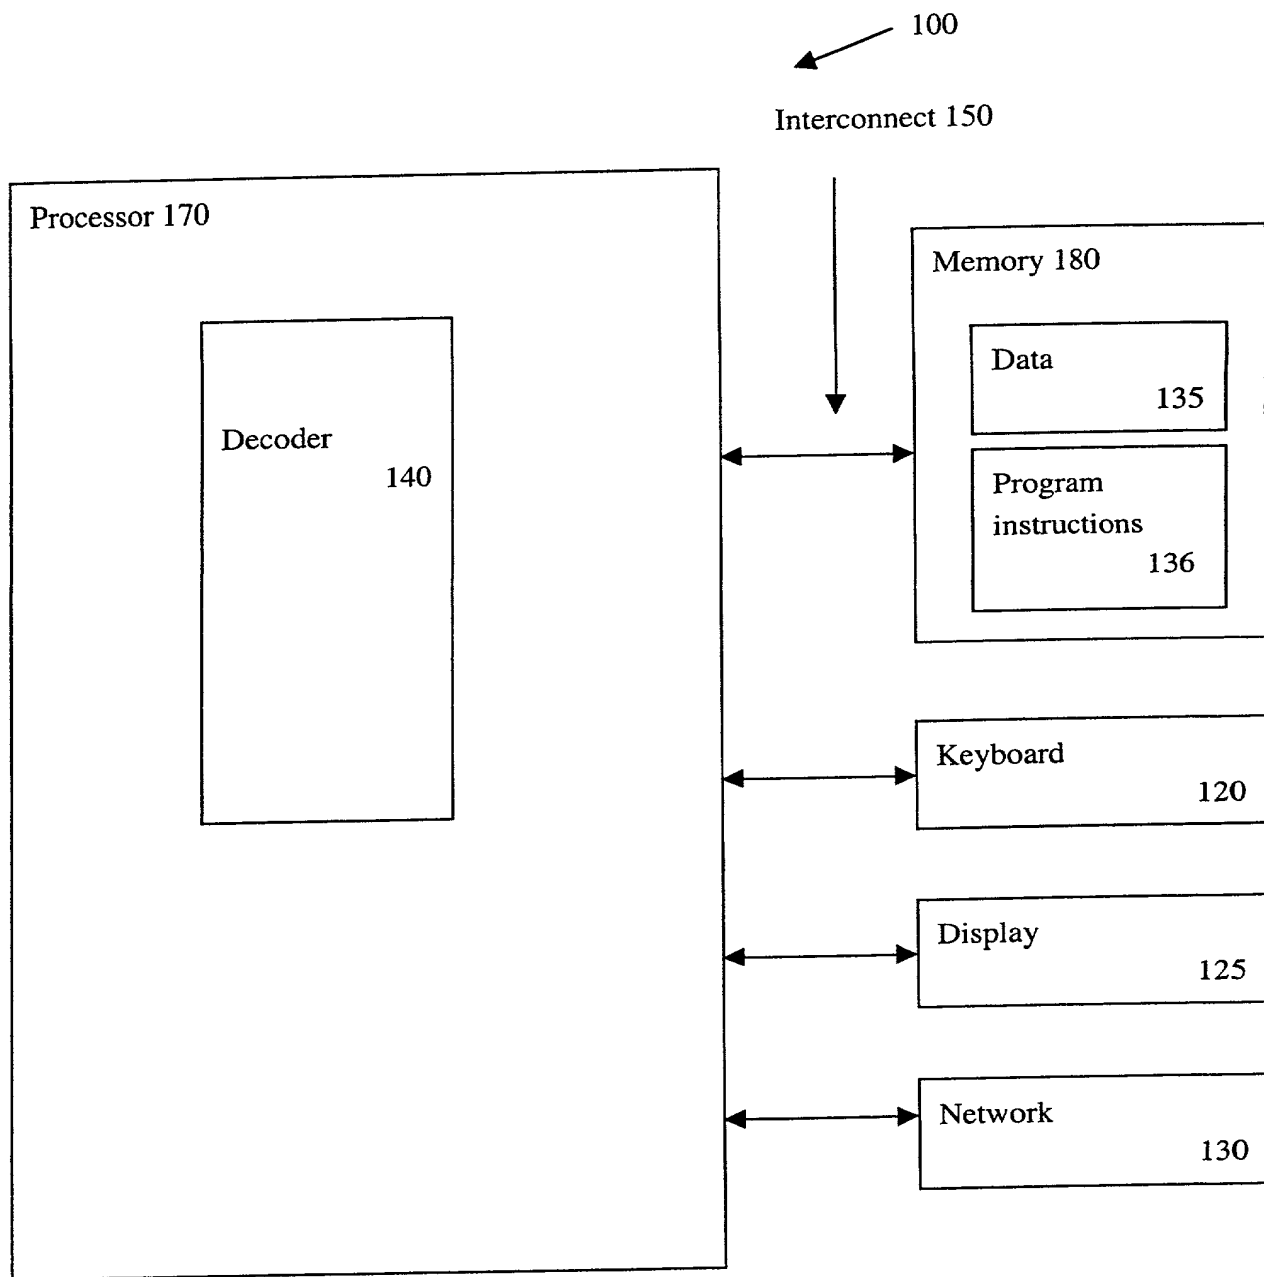 100
Interconnect 150
Processor 170
Memory 180
Data
135
Decoder
140
Program
instructions
136
Keyboard
120
Display
125
Network
130